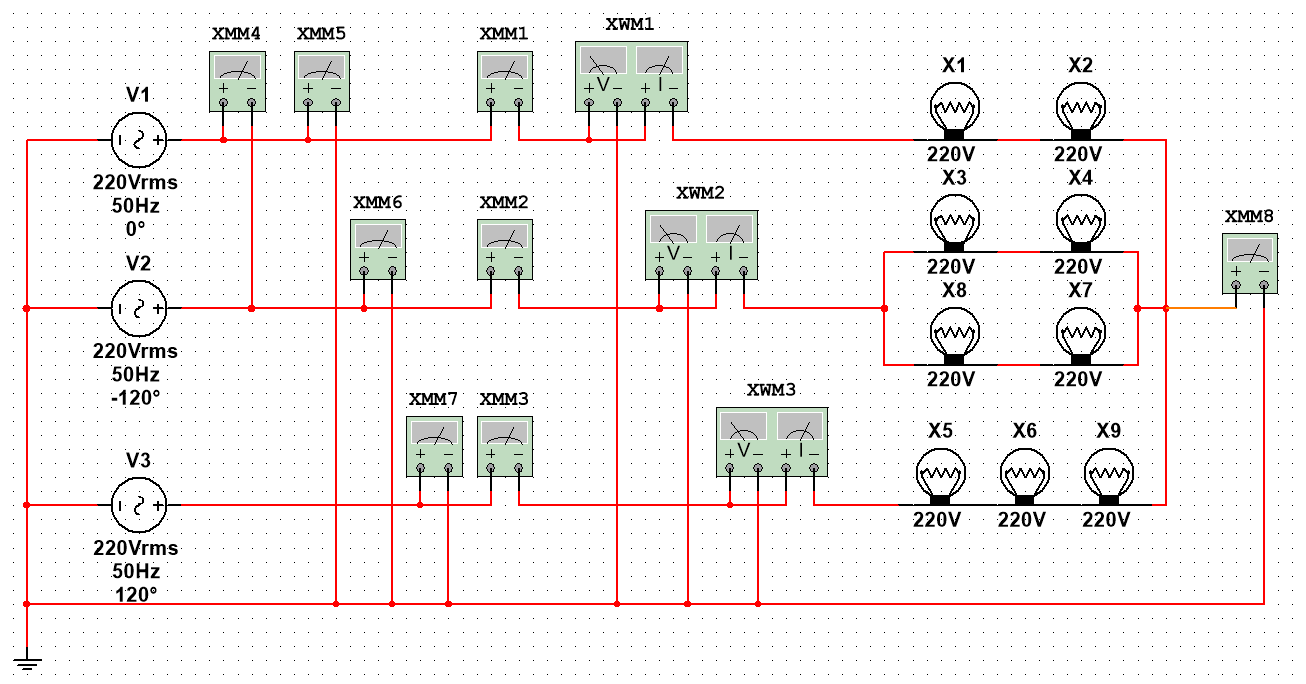 XMM4 XMM5 XMM1 XWM1
+ − + − + − + V − + I −
X1 X2
V1
220V 220V
220Vrms
50Hz
0°
XMM6 XMM2 XWM2
+ − + − + V − + I −
X3 X4
XMM8
+ −
V2
220V 220V
X8 X7
220Vrms
50Hz
-120°
220V 220V
XMM7 XMM3 XWM3
+ − + − + V − + I −
X5 X6 X9
V3
220V 220V 220V
220Vrms
50Hz
120°